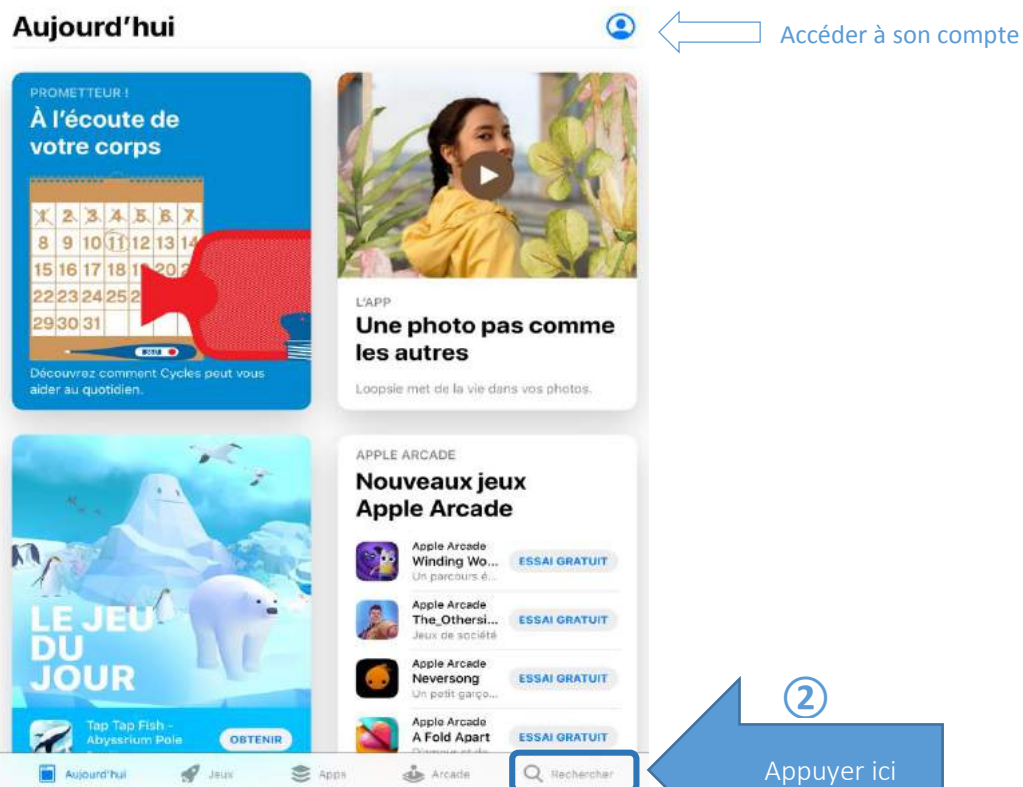 Aujourd'hui
Accéder à son compte
PROMETTEUR !
À l'écoute de
votre corps
1 2 3 4 5 6 7
8 9 10 11 12 13 14
15 16 17 18 19 20
22 23 24 25
29 30 31
Découvrez comment Cycles peut vous
aider au quotidien.
L'APP
Une photo pas comme
les autres
Loopsie met de la vie dans vos photos.
LE JEU
DU
JOUR
Tap Tap Fish -
Abyssrium Pole
OBTENIR
APPLE ARCADE
Nouveaux jeux
Apple Arcade
Apple Arcade
Winding Wo...
Un parcours é...
ESSAI GRATUIT
Apple Arcade
The_Othersi...
Jeux de société
ESSAI GRATUIT
Apple Arcade
Neversong
Un petit garço...
ESSAI GRATUIT
Apple Arcade
A Fold Apart
ESSAI GRATUIT
②
Appuyer ici
Aujourd'hui
Jeux
Apps
Arcade
Rechercher